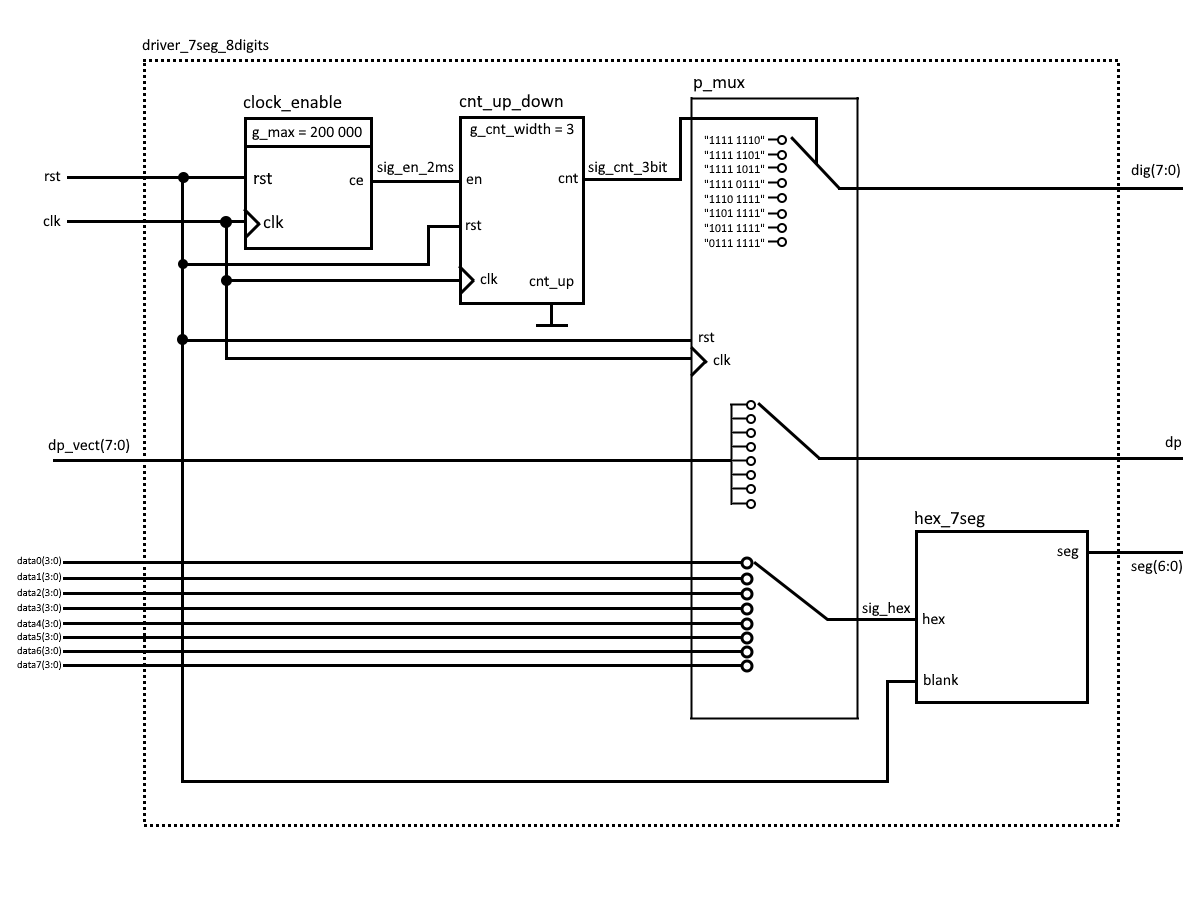 driver_7seg_8digits
p_mux
clock_enable
cnt_up_down
g_max = 200 000
g_cnt_width = 3
"1111 1110"
"1111 1101"
"1111 1011"
"1111 0111"
"1110 1111"
"1101 1111"
"1011 1111"
"0111 1111"
sig_en_2ms
sig_cnt_3bit
dig(7:0)
rst
rst
ce
en
cnt
clk
clk
rst
clk
cnt_up
rst
clk
dp_vect(7:0)
dp
hex_7seg
seg
seg(6:0)
data0(3:0)
data1(3:0)
data2(3:0)
data3(3:0)
data4(3:0)
data5(3:0)
data6(3:0)
data7(3:0)
sig_hex
hex
blank